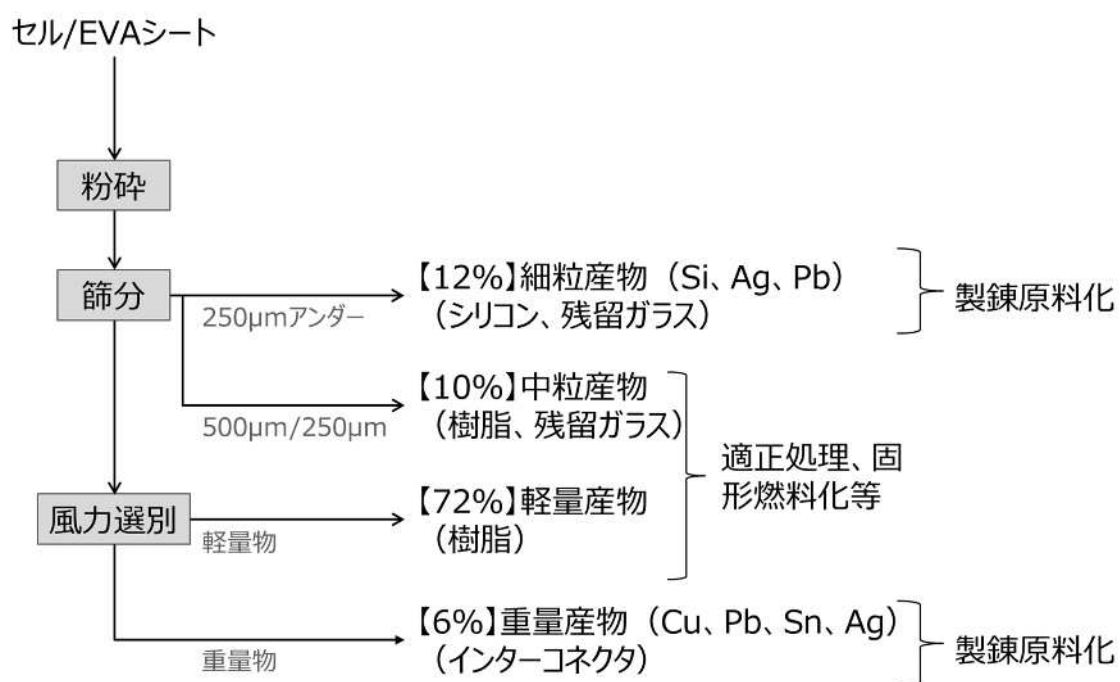 セル/EVAシート
粉砕
篩分
250μmアンダー
【12%】細粒産物（Si、Ag、Pb）
（シリコン、残留ガラス）
製錬原料化
500μm/250μm
【10%】中粒産物
（樹脂、残留ガラス）
適正処理、固
形燃料化等
風力選別
軽量物
【72%】軽量産物
（樹脂）
重量物
【6%】重量産物（Cu、Pb、Sn、Ag）
（インターコネクタ）
製錬原料化